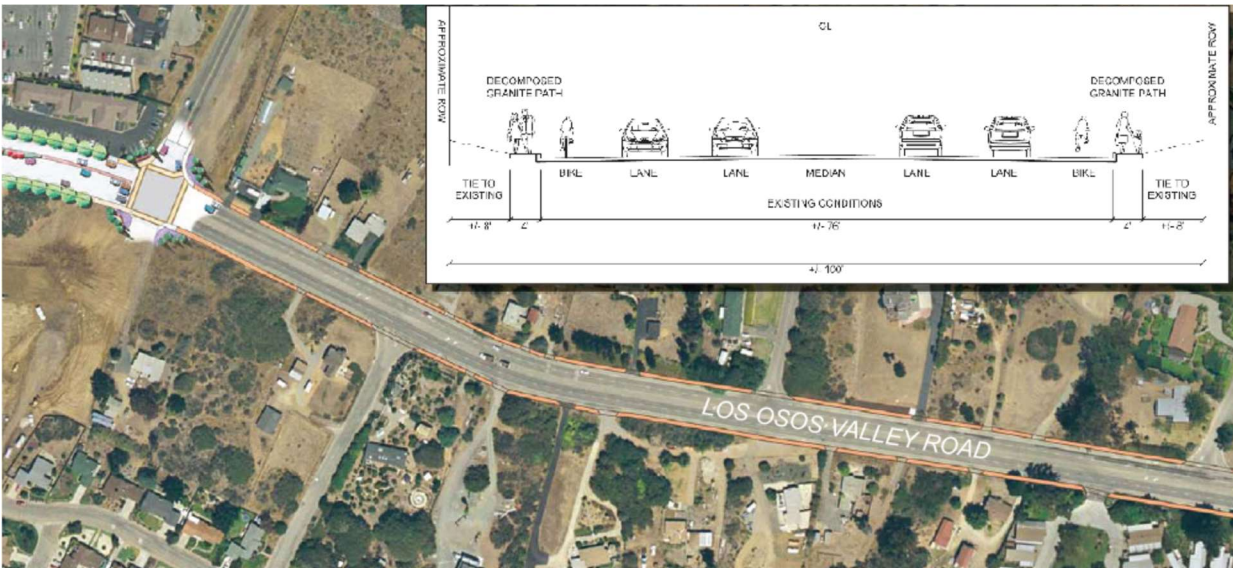 CL
APPROXIMATE ROW
APPROXIMATE ROW
DECOMPOSED
GRANITE PATH
DECOMPOSED
GRANITE PATH
BIKE LANE LANE MEDIAN LANE LANE BIKE
TIE TO
EXISTING
TIE TO
EXISTING
EXISTING CONDITIONS
+/- 8' 4' +/- 76' 4' +/- 8'
+/- 100'
LOS OSOS VALLEY ROAD